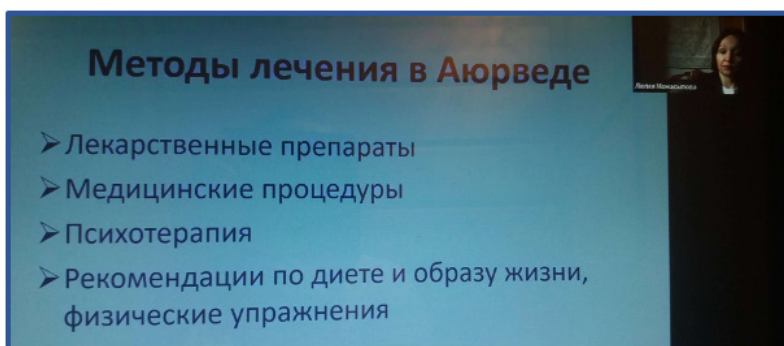 Методы лечения в Аюрведе
➢Лекарственные препараты
➢Медицинские процедуры
➢Психотерапия
➢Рекомендации по диете и образу жизни,
физические упражнения